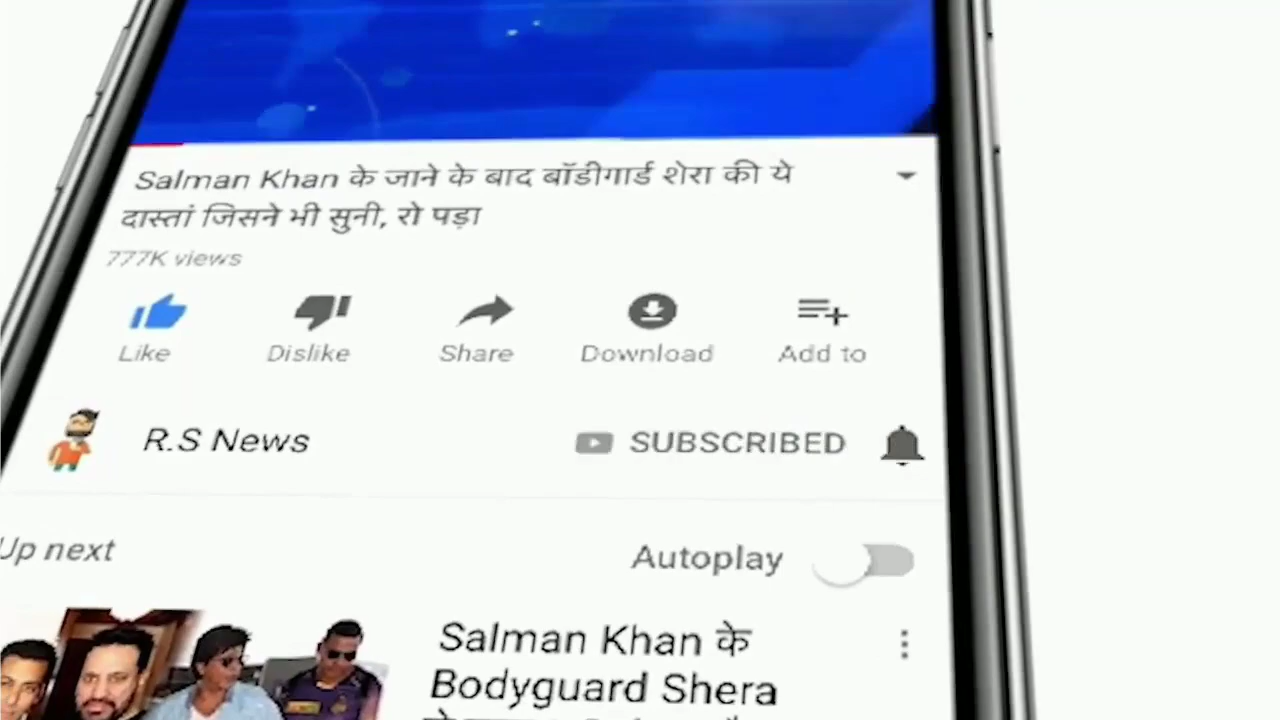 Salman Khan के जाने के बाद बॉडीगार्ड शेरा की ये
दास्तां जिसने भी सुनी, रो पड़ा
777K views
Like Dislike Share Download Add to
R.S News SUBSCRIBED
Up next Autoplay
Salman Khan के
Bodyguard Shera